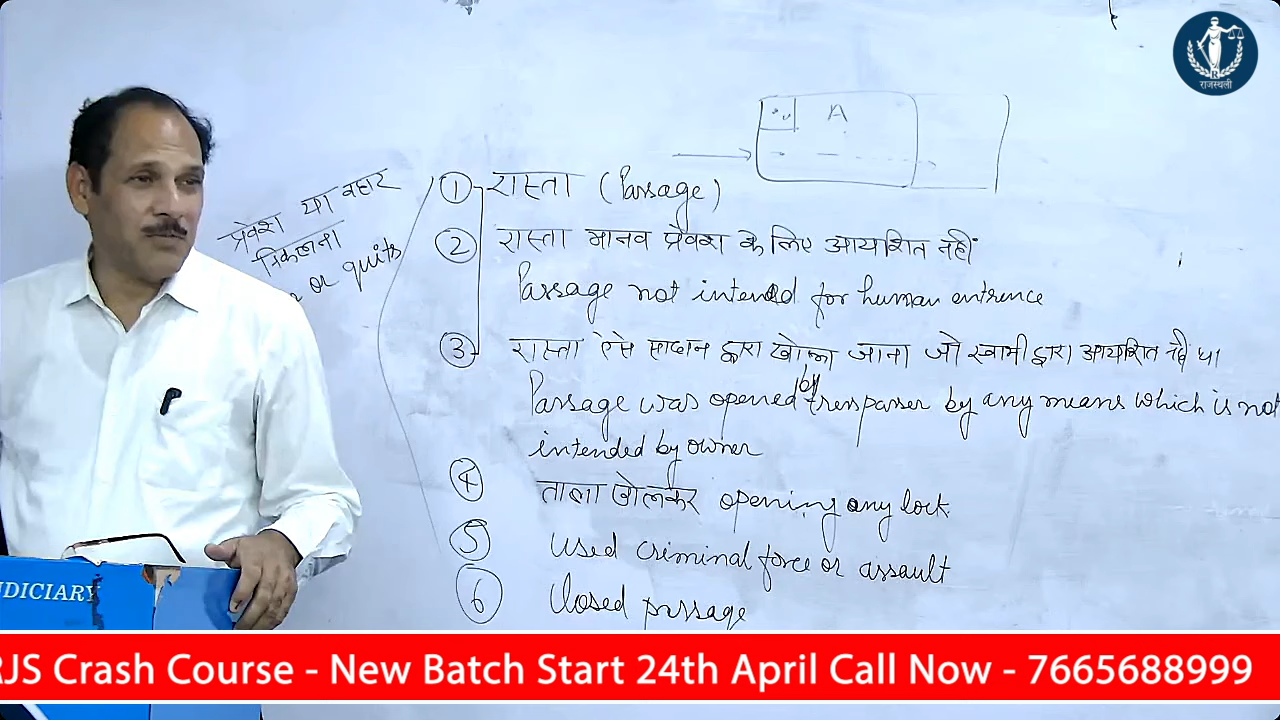 राजस्थली
A
प्रवेश या बहार
निकलना
or quits
① रास्ता (Passage)
② रास्ता मानव प्रवेश के लिए आयाशित नहीं
Passage not intended for human entrence
③ रास्ता ऐसे साधन द्वारा खोला जाना जो स्वामी द्वारा आयाशित नहीं था
Passage was opened by trespasser by any means which is not
intended by owner
④ ताला खोलकर opening any lock
⑤ used criminal force or assault
⑥ Closed passage
JUDICIARY
RJS Crash Course - New Batch Start 24th April Call Now - 7665688999